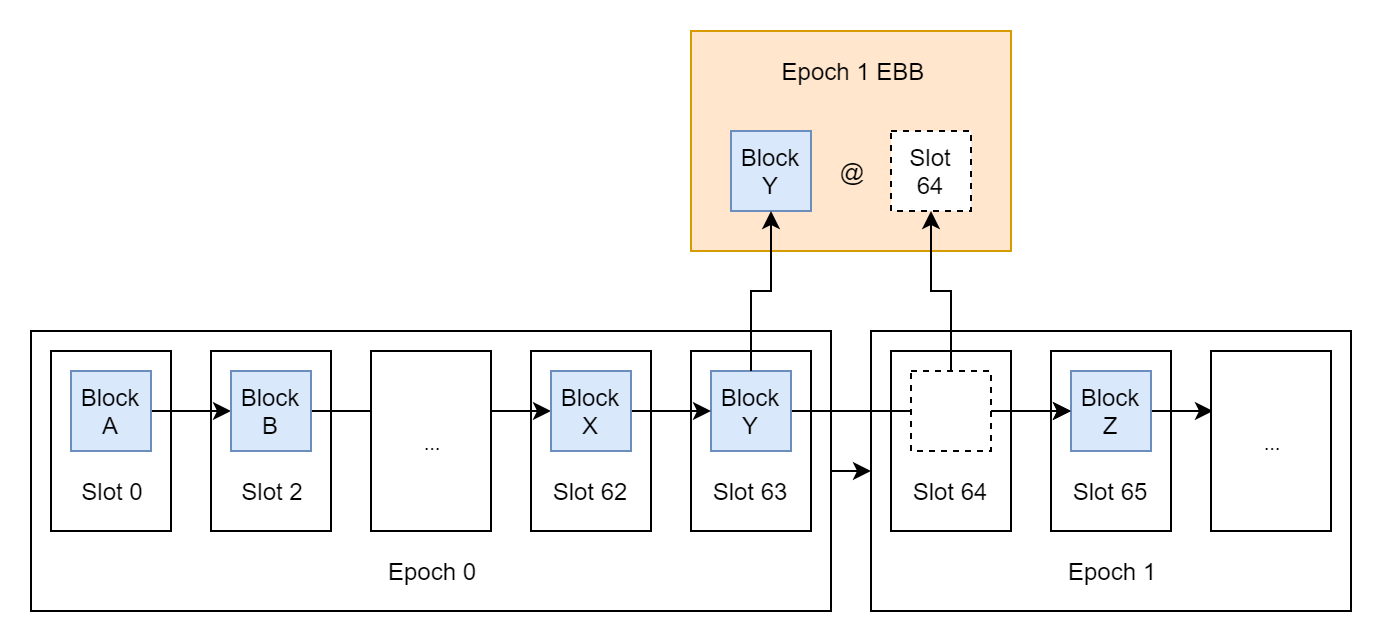 Epoch 1 EBB
Block
Y
@
Slot
64
Block
A
Slot 0
Block
B
Slot 2
...
Block
X
Slot 62
Block
Y
Slot 63
Epoch 0
Slot 64
Block
Z
Slot 65
...
Epoch 1